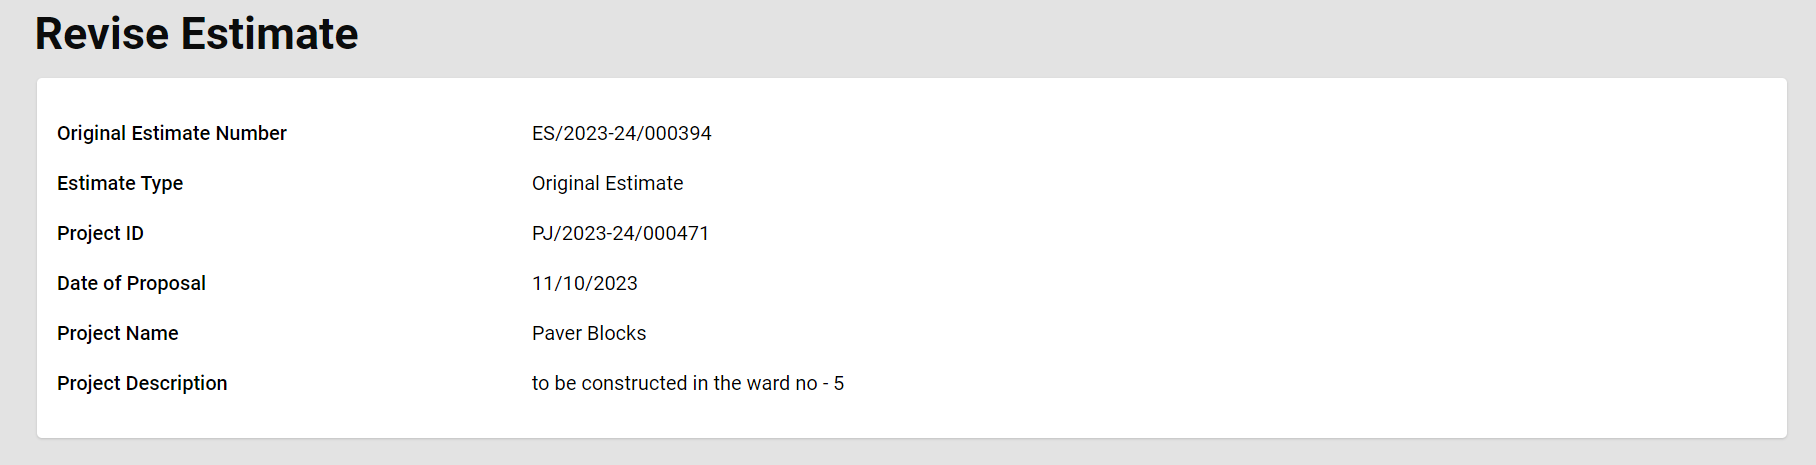 Revise Estimate
Original Estimate Number ES/2023-24/000394
Estimate Type Original Estimate
Project ID PJ/2023-24/000471
Date of Proposal 11/10/2023
Project Name Paver Blocks
Project Description to be constructed in the ward no - 5